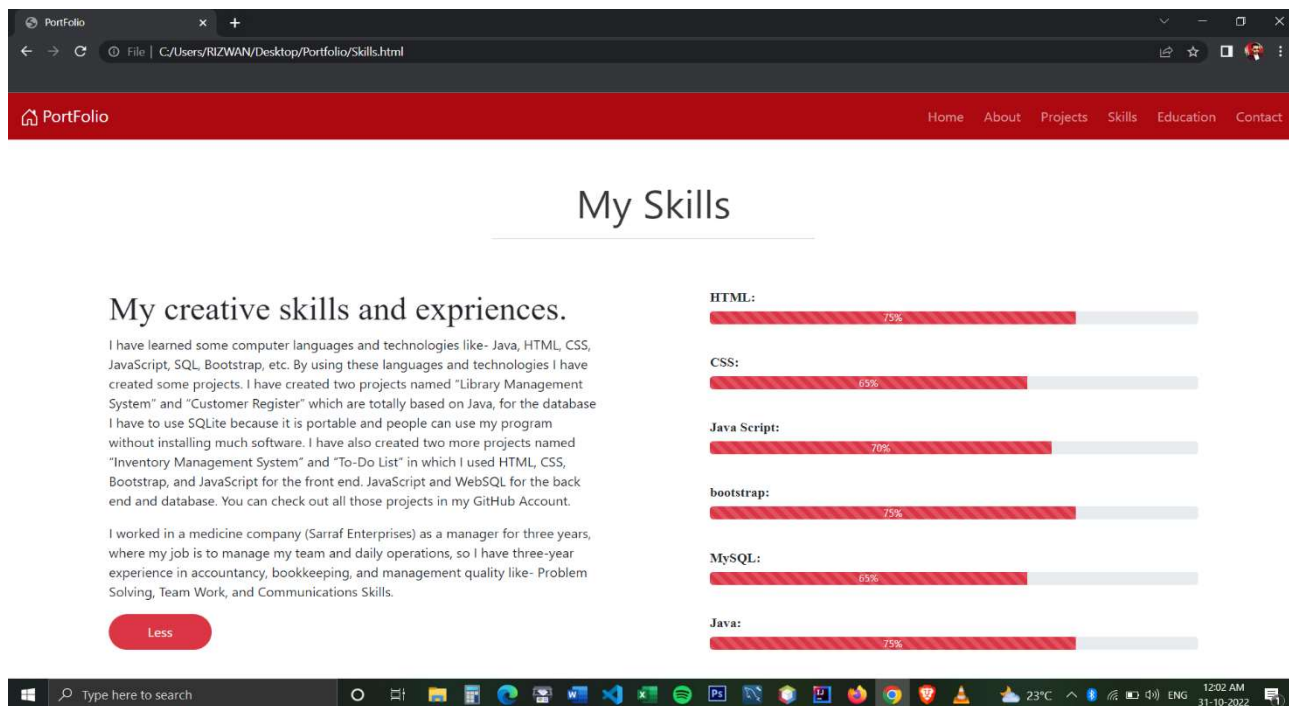 PortFolio
File | C:/Users/RIZWAN/Desktop/Portfolio/Skills.html
PortFolio
Home About Projects Skills Education Contact
My Skills
My creative skills and expriences.
I have learned some computer languages and technologies like- Java, HTML, CSS,
JavaScript, SQL, Bootstrap, etc. By using these languages and technologies I have
created some projects. I have created two projects named "Library Management
System" and "Customer Register" which are totally based on Java, for the database
I have to use SQLite because it is portable and people can use my program
without installing much software. I have also created two more projects named
"Inventory Management System" and "To-Do List" in which I used HTML, CSS,
Bootstrap, and JavaScript for the front end. JavaScript and WebSQL for the back
end and database. You can check out all those projects in my GitHub Account.
I worked in a medicine company (Sarraf Enterprises) as a manager for three years,
where my job is to manage my team and daily operations, so I have three-year
experience in accountancy, bookkeeping, and management quality like- Problem
Solving, Team Work, and Communications Skills.
Less
HTML:
75%
CSS:
65%
Java Script:
70%
bootstrap:
75%
MySQL:
65%
Java:
75%
Type here to search
Ps
23°C
ENG
12:02 AM
31-10-2022